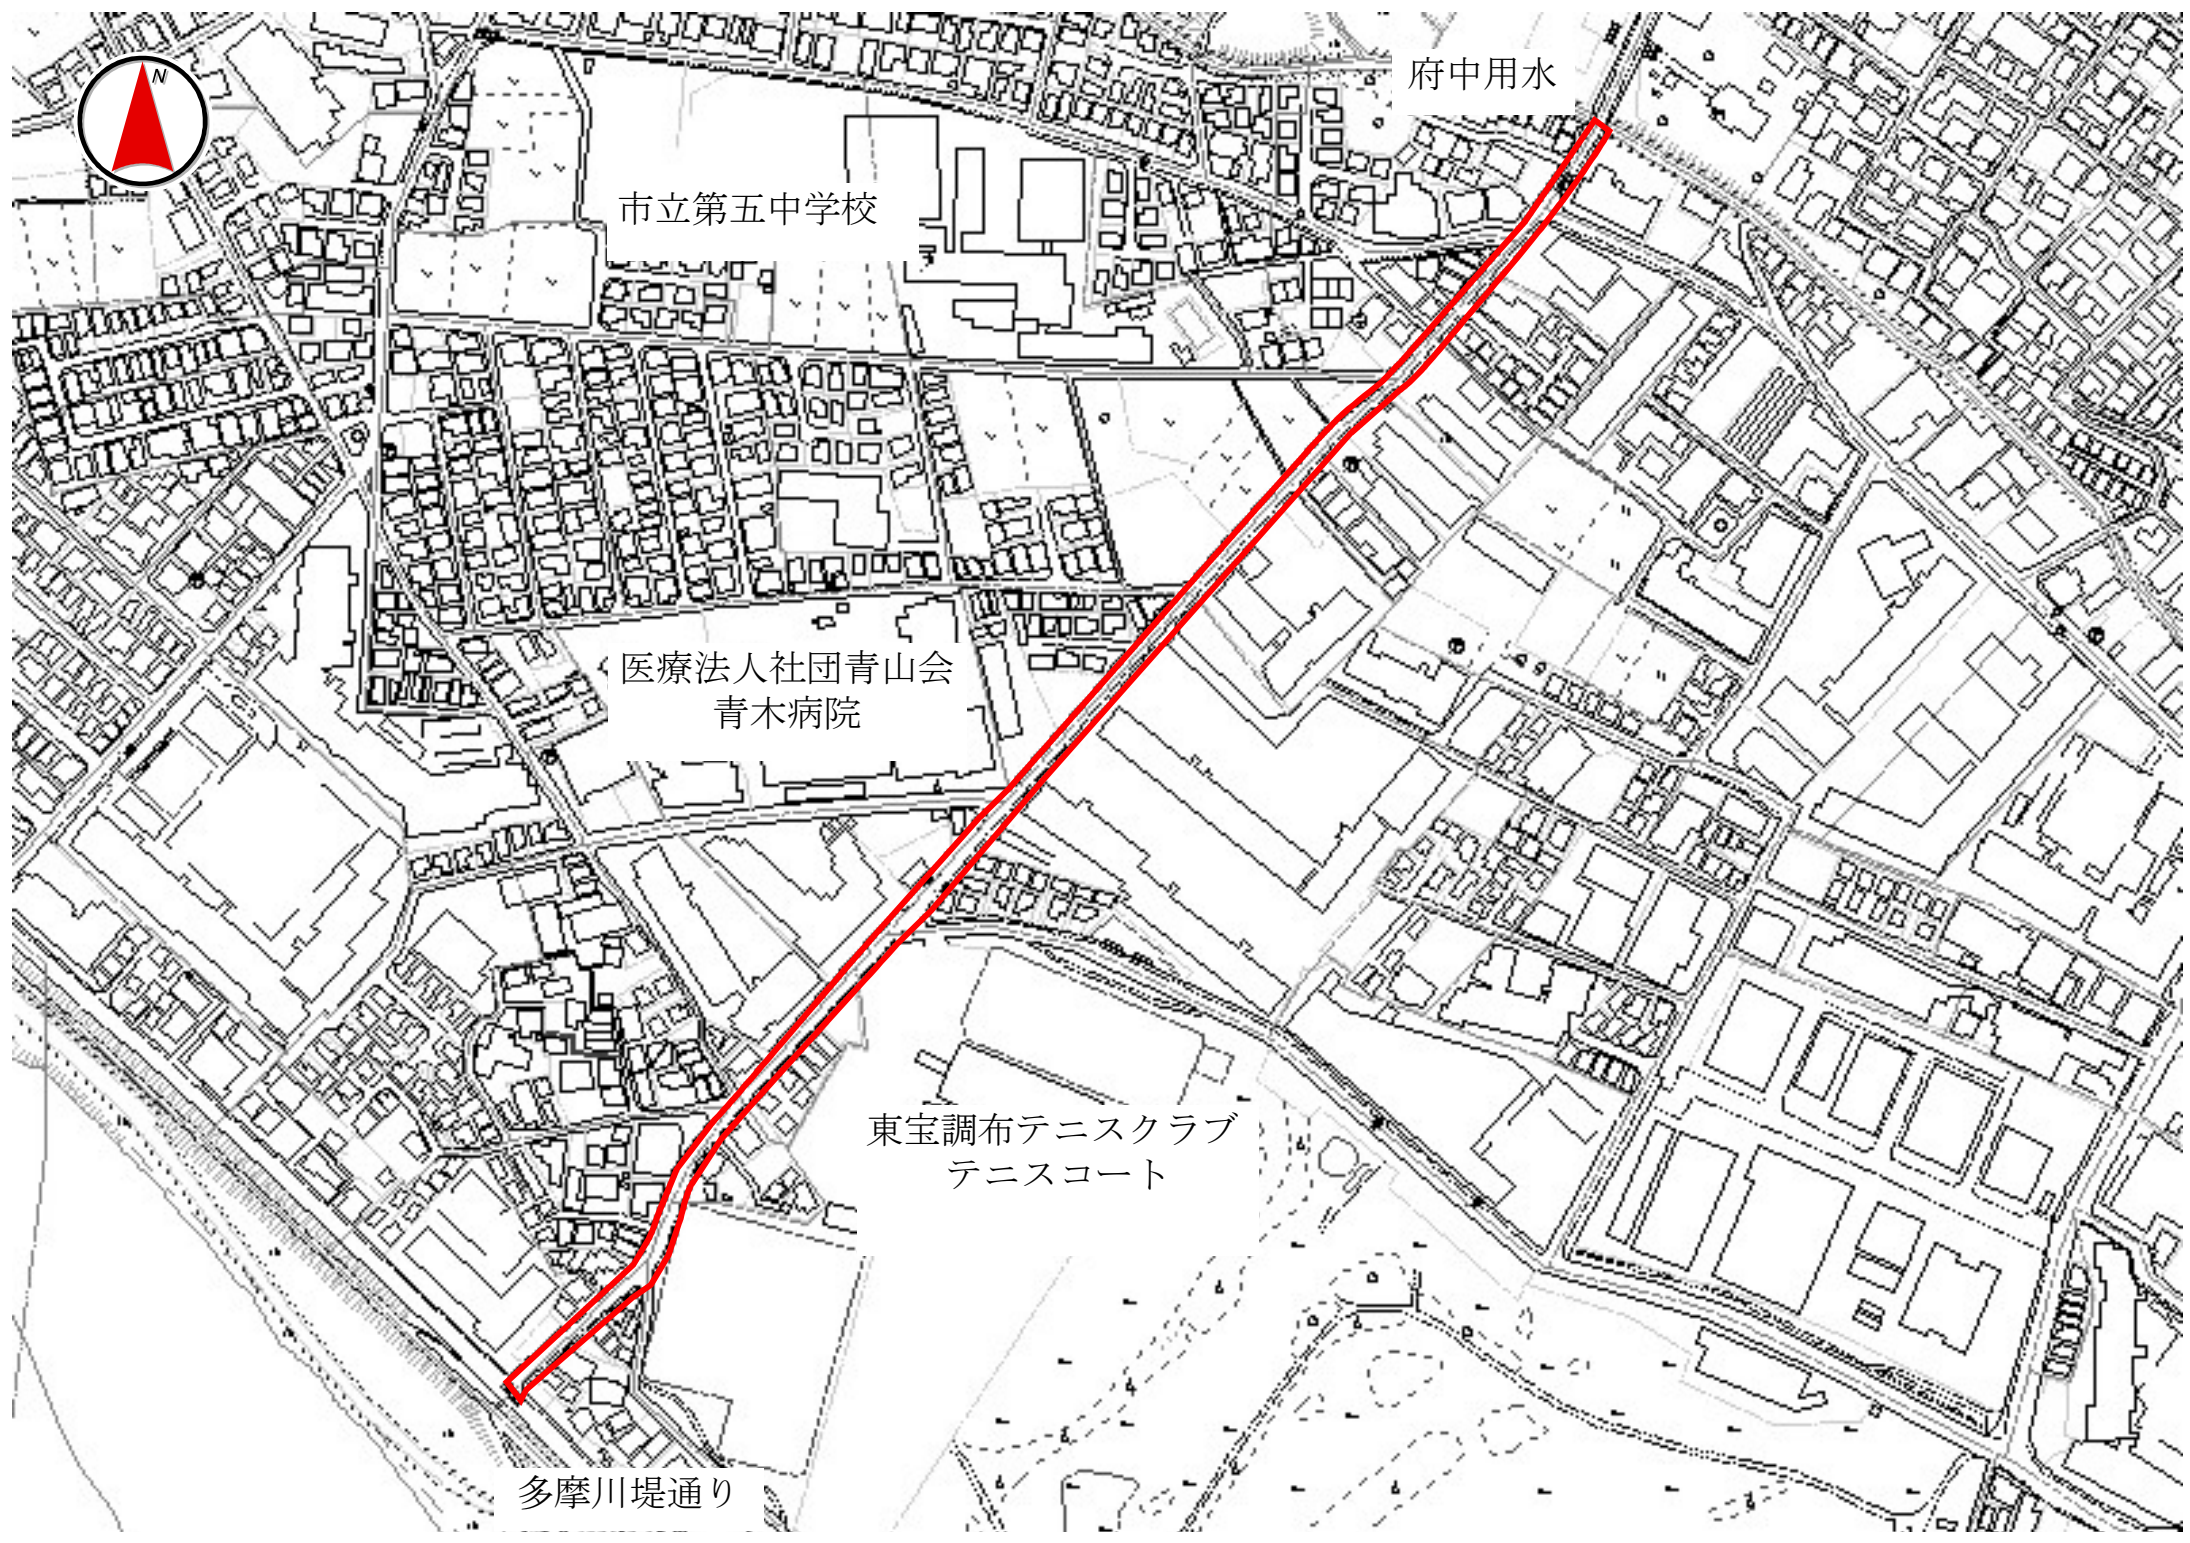 N
府中用水
市立第五中学校
医療法人社団青山会
青木病院
東宝調布テニスクラブ
テニスコート
多摩川堤通り